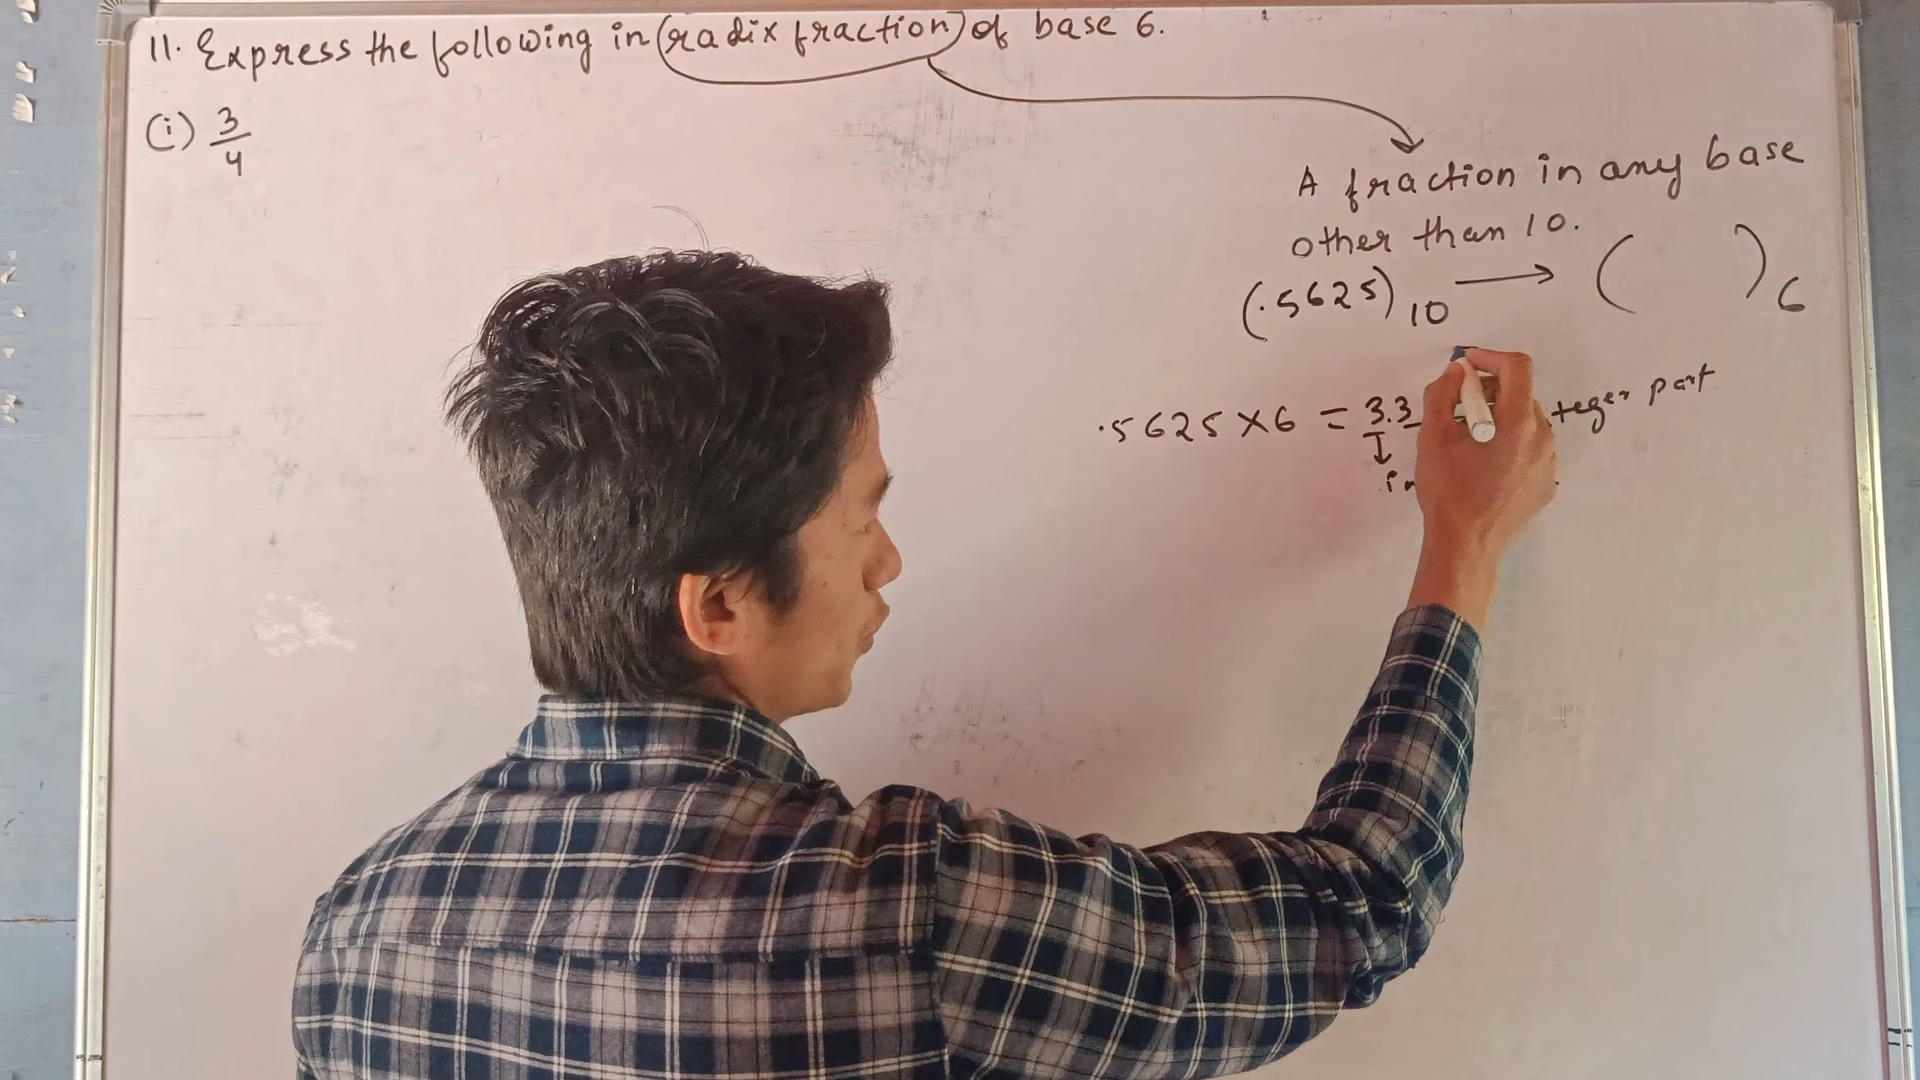 11. Express the following in (radix fraction) of base 6.
(i) 3/4
A fraction in any base
other than 10.
(.5625)10 → ( )6
.5625 × 6 = 3.3
part